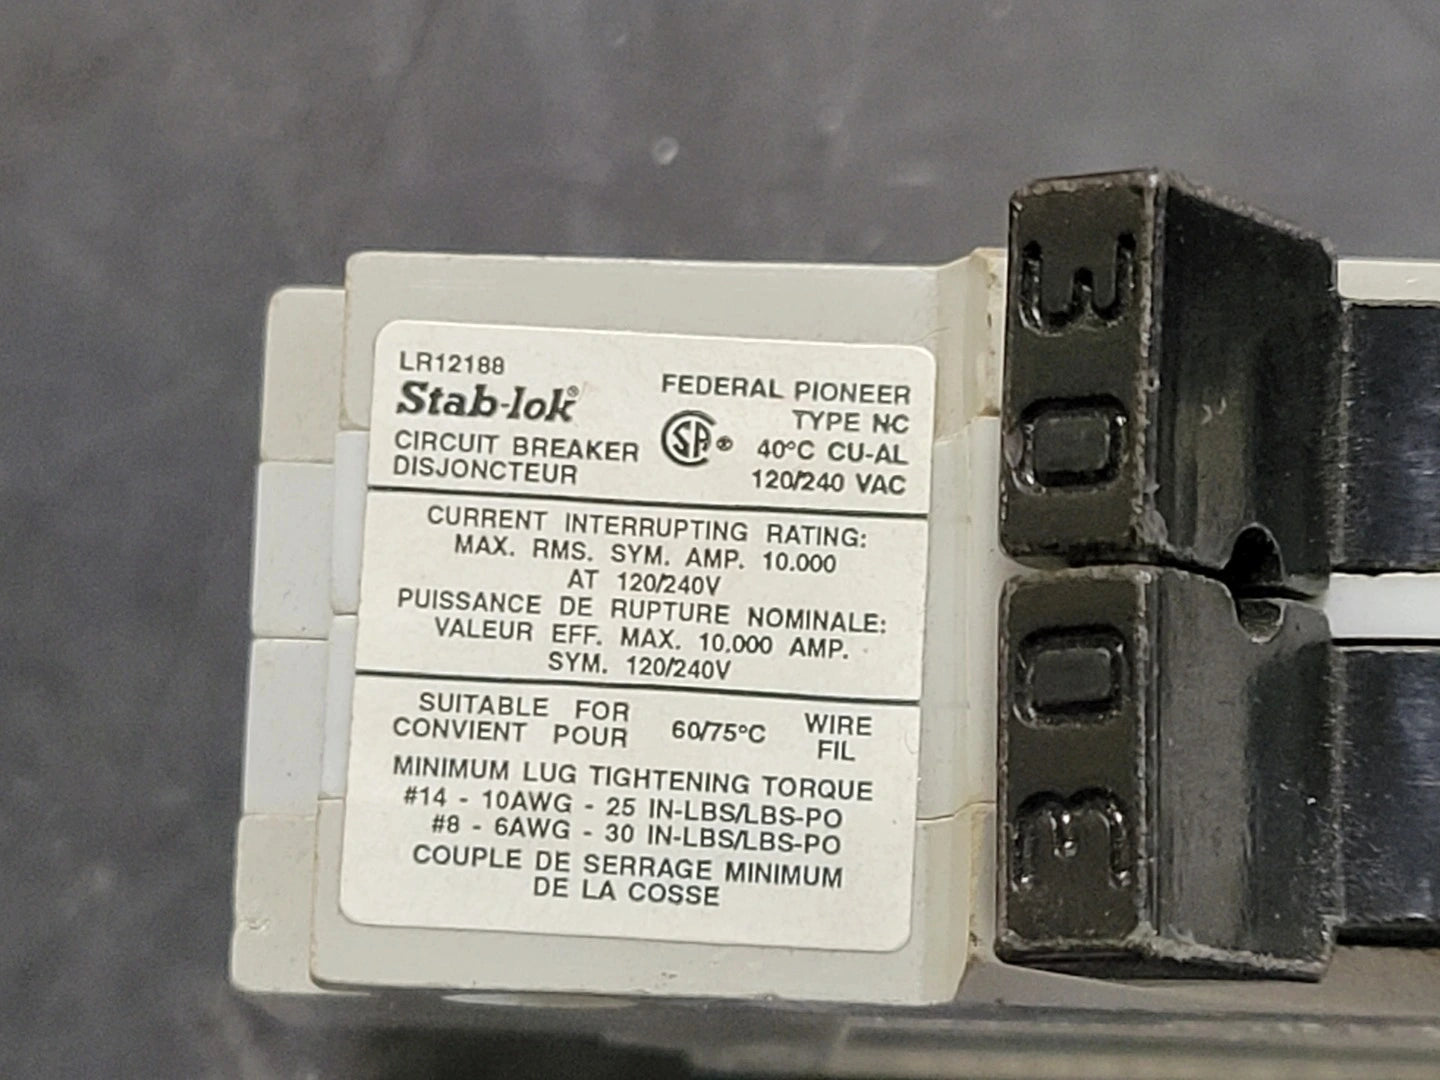 LR12188
Stab-lok®
CIRCUIT BREAKER
DISJONCTEUR
FEDERAL PIONEER
TYPE NC
SA® 40°C CU-AL
120/240 VAC
CURRENT INTERRUPTING RATING:
MAX. RMS. SYM. AMP. 10.000
AT 120/240V
PUISSANCE DE RUPTURE NOMINALE:
VALEUR EFF. MAX. 10.000 AMP.
SYM. 120/240V
SUITABLE FOR 60/75°C WIRE
CONVIENT POUR FIL
MINIMUM LUG TIGHTENING TORQUE
#14 - 10AWG - 25 IN-LBS/LBS-PO
#8 - 6AWG - 30 IN-LBS/LBS-PO
COUPLE DE SERRAGE MINIMUM
DE LA COSSE
30
30